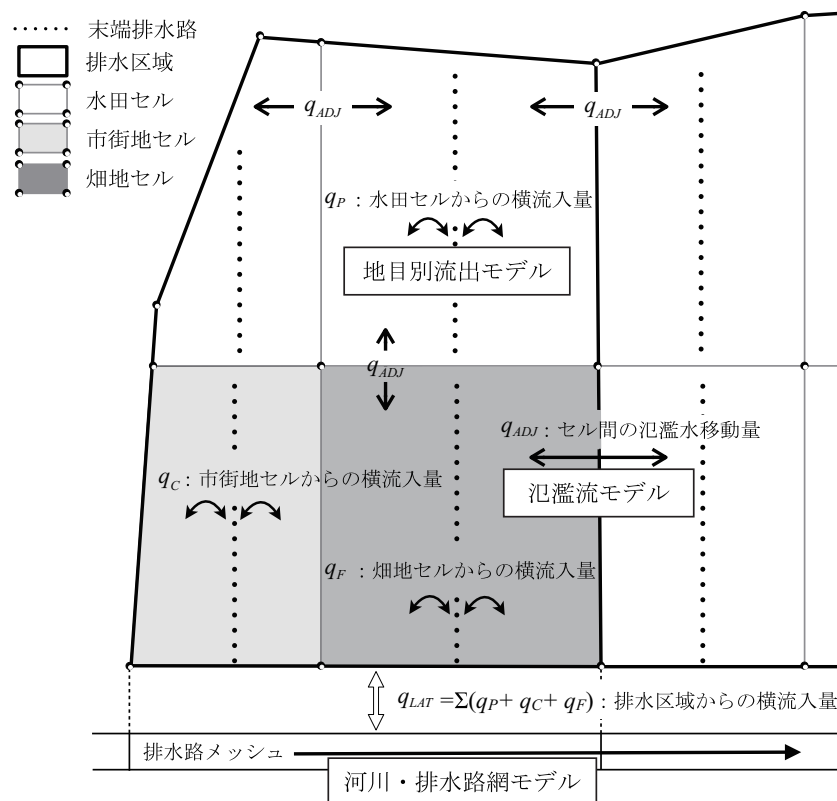 末端排水路
排水区域
水田セル
市街地セル
畑地セル
qADJ
qADJ
qP：水田セルからの横流入量
地目別流出モデル
qADJ
qADJ：セル間の氾濫水移動量
氾濫流モデル
qC：市街地セルからの横流入量
qF：畑地セルからの横流入量
qLAT =Σ(qP+ qC+ qF)：排水区域からの横流入量
排水路メッシュ
河川・排水路網モデル